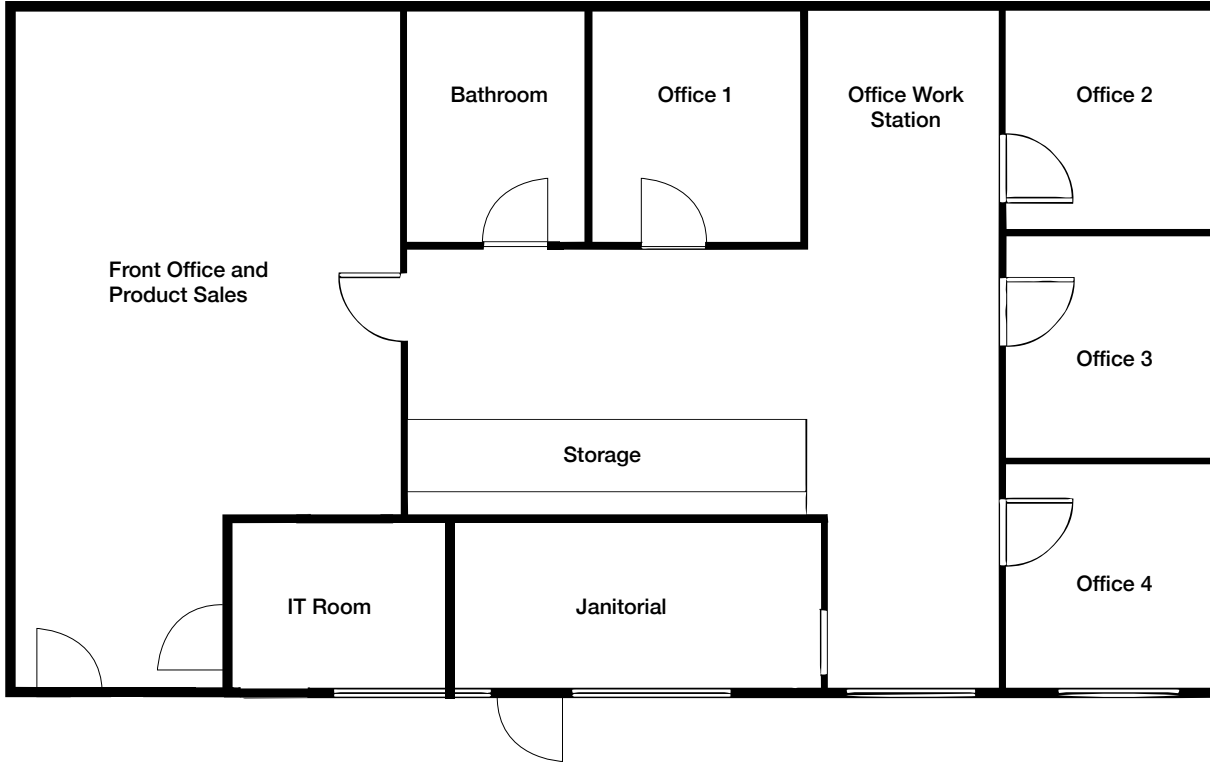 Bathroom
Office 1
Office Work
Station
Office 2
Front Office and
Product Sales
Office 3
Storage
IT Room
Janitorial
Office 4